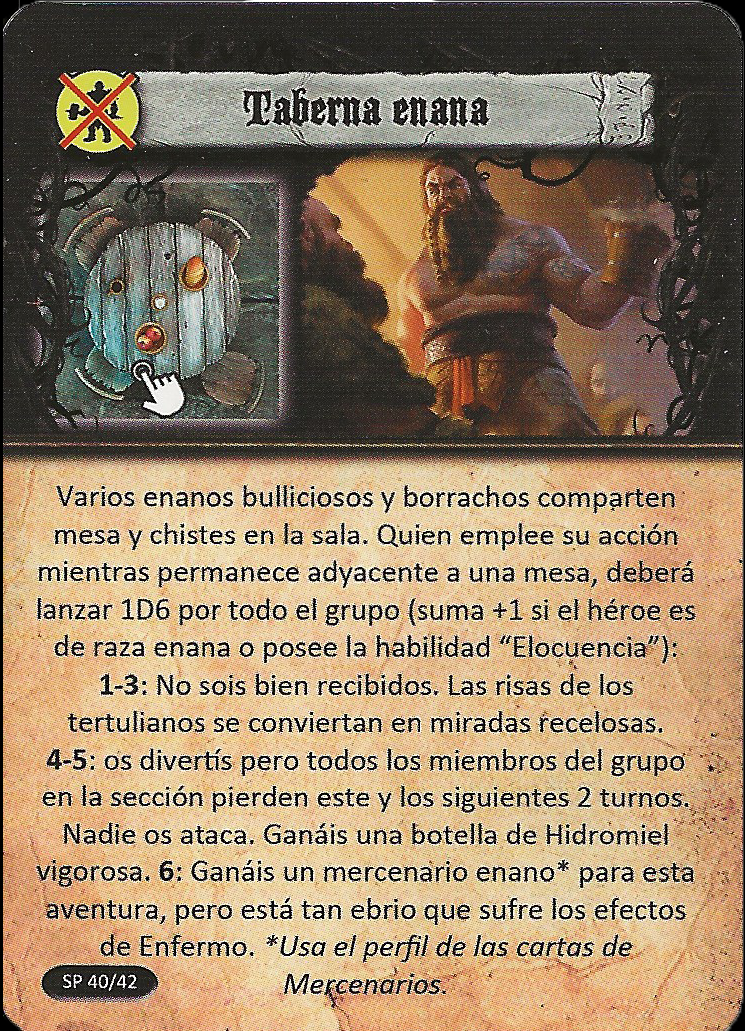 Taberna enana
Varios enanos bulliciosos y borrachos comparten
mesa y chistes en la sala. Quien emplee su acción
mientras permanece adyacente a una mesa, deberá
lanzar 1D6 por todo el grupo (suma +1 si el héroe es
de raza enana o posee la habilidad “Elocuencia”):
1-3: No sois bien recibidos. Las risas de los
tertulianos se conviertan en miradas recelosas.
4-5: os divertís pero todos los miembros del grupo
en la sección pierden este y los siguientes 2 turnos.
Nadie os ataca. Ganáis una botella de Hidromiel
vigorosa. 6: Ganáis un mercenario enano* para esta
aventura, pero está tan ebrio que sufre los efectos
de Enfermo. *Usa el perfil de las cartas de
Mercenarios.
SP 40/42